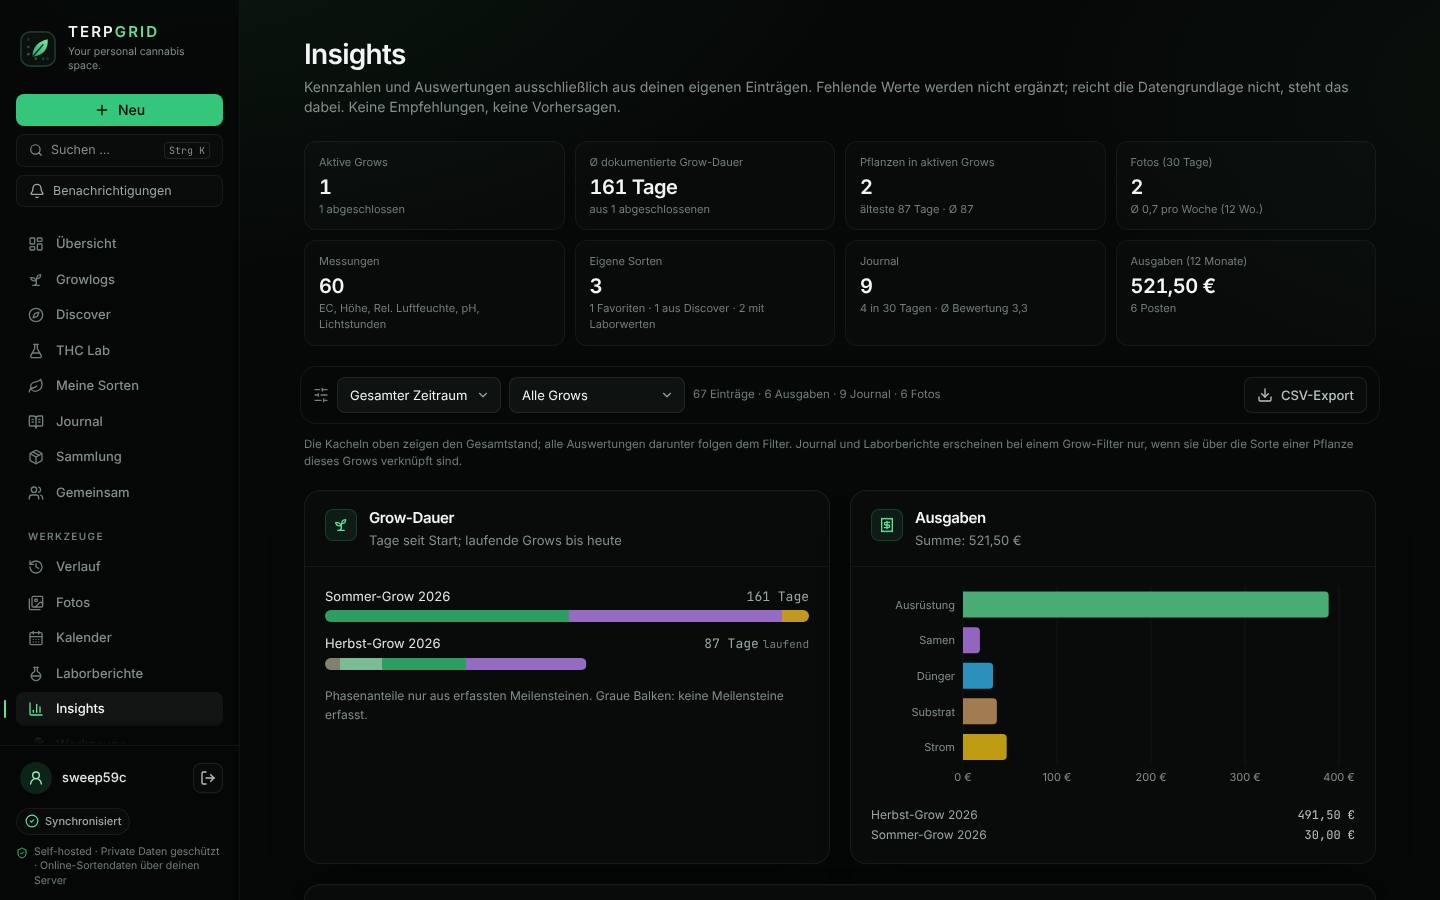 TERPGRID
Your personal cannabis
space.
Neu
Suchen ...
Strg K
Benachrichtigungen
Übersicht
Growlogs
Discover
THC Lab
Meine Sorten
Journal
Sammlung
Gemeinsam
WERKZEUGE
Verlauf
Fotos
Kalender
Laborberichte
Insights
sweep59c
Synchronisiert
Self-hosted · Private Daten geschützt
· Online-Sortendaten über deinen
Server
Insights
Kennzahlen und Auswertungen ausschließlich aus deinen eigenen Einträgen. Fehlende Werte werden nicht ergänzt; reicht die Datengrundlage nicht, steht das
dabei. Keine Empfehlungen, keine Vorhersagen.
Aktive Grows
1
1 abgeschlossen
Ø dokumentierte Grow-Dauer
161 Tage
aus 1 abgeschlossenen
Pflanzen in aktiven Grows
2
älteste 87 Tage · Ø 87
Fotos (30 Tage)
2
Ø 0,7 pro Woche (12 Wo.)
Messungen
60
EC, Höhe, Rel. Luftfeuchte, pH,
Lichtstunden
Eigene Sorten
3
1 Favoriten · 1 aus Discover · 2 mit
Laborwerten
Journal
9
4 in 30 Tagen · Ø Bewertung 3,3
Ausgaben (12 Monate)
521,50 €
6 Posten
Gesamter Zeitraum
Alle Grows
67 Einträge · 6 Ausgaben · 9 Journal · 6 Fotos
CSV-Export
Die Kacheln oben zeigen den Gesamtstand; alle Auswertungen darunter folgen dem Filter. Journal und Laborberichte erscheinen bei einem Grow-Filter nur, wenn sie über die Sorte einer Pflanze
dieses Grows verknüpft sind.
Grow-Dauer
Tage seit Start; laufende Grows bis heute
Sommer-Grow 2026
161 Tage
Herbst-Grow 2026
87 Tage laufend
Phasenanteile nur aus erfassten Meilensteinen. Graue Balken: keine Meilensteine
erfasst.
Ausgaben
Summe: 521,50 €
Ausrüstung
Samen
Dünger
Substrat
Strom
0 €
100 €
200 €
300 €
400 €
Herbst-Grow 2026
491,50 €
Sommer-Grow 2026
30,00 €